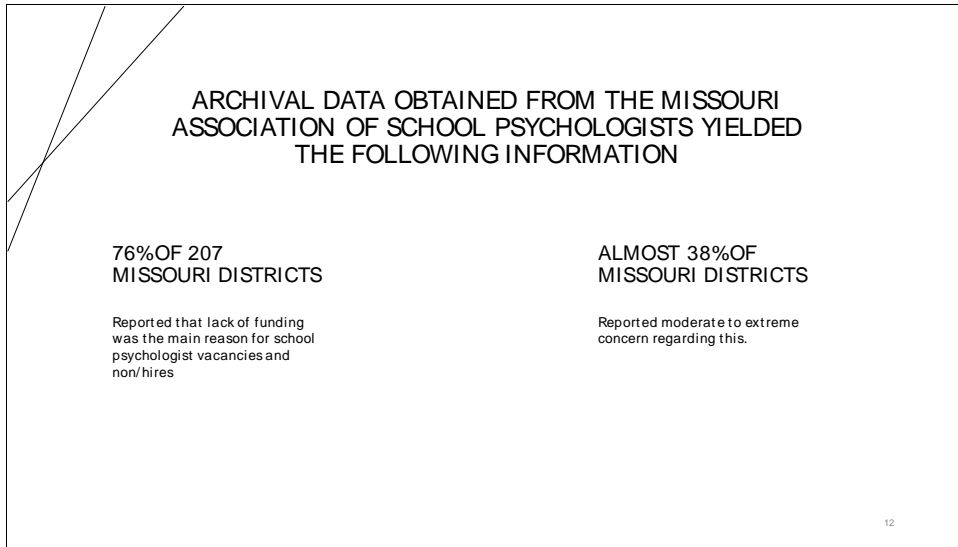 ARCHIVAL DATA OBTAINED FROM THE MISSOURI
ASSOCIATION OF SCHOOL PSYCHOLOGISTS YIELDED
THE FOLLOWING INFORMATION
76% OF 207
MISSOURI DISTRICTS
Reported that lack of funding
was the main reason for school
psychologist vacancies and
non/hires
ALMOST 38% OF
MISSOURI DISTRICTS
Reported moderate to extreme
concern regarding this.
12